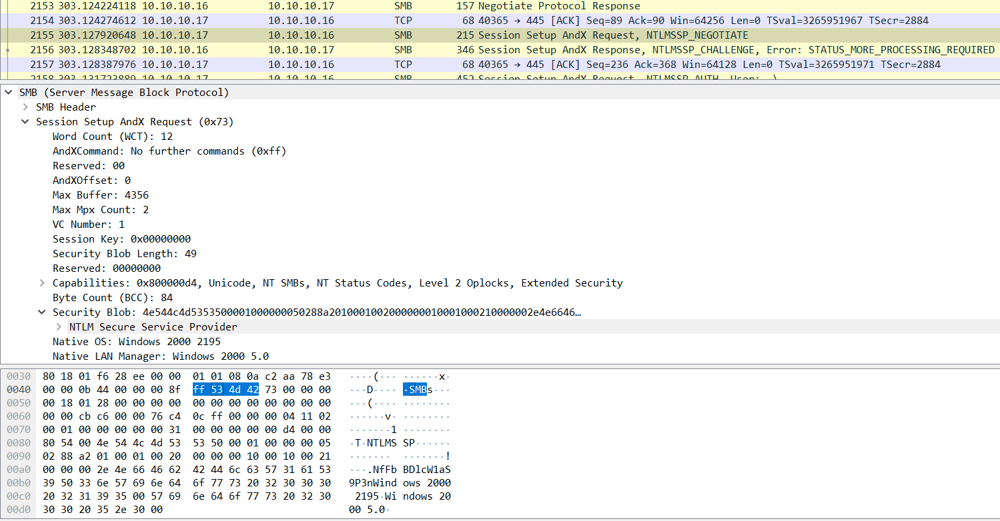 2153 303.124224118 10.10.10.16 10.10.10.17 SMB 157 Negotiate Protocol Response
2154 303.124274612 10.10.10.17 10.10.10.16 TCP 68 40365 → 445 [ACK] Seq=89 Ack=90 Win=64256 Len=0 TSval=3265951967 TSecr=2884
2155 303.127920648 10.10.10.17 10.10.10.16 SMB 215 Session Setup AndX Request, NTLMSSP_NEGOTIATE
2156 303.128348702 10.10.10.16 10.10.10.17 SMB 346 Session Setup AndX Response, NTLMSSP_CHALLENGE, Error: STATUS_MORE_PROCESSING_REQUIRED
2157 303.128387976 10.10.10.17 10.10.10.16 TCP 68 40365 → 445 [ACK] Seq=236 Ack=368 Win=64128 Len=0 TSval=3265951971 TSecr=2884
2158 303.131723889 10.10.10.17 10.10.10.16 SMB 452 Session Setup AndX Request, NTLMSSP_AUTH, User: .\
SMB (Server Message Block Protocol)
SMB Header
Session Setup AndX Request (0x73)
Word Count (WCT): 12
AndXCommand: No further commands (0xff)
Reserved: 00
AndXOffset: 0
Max Buffer: 4356
Max Mpx Count: 2
VC Number: 1
Session Key: 0x00000000
Security Blob Length: 49
Reserved: 00000000
Capabilities: 0x800000d4, Unicode, NT SMBs, NT Status Codes, Level 2 Oplocks, Extended Security
Byte Count (BCC): 84
Security Blob: 4e544c4d5353500001000000050288a2010001002000000010001000210000002e4e6646…
NTLM Secure Service Provider
Native OS: Windows 2000 2195
Native LAN Manager: Windows 2000 5.0
0030 80 18 01 f6 28 ee 00 00 01 01 08 0a c2 aa 78 e3 ····(··· ······x·
0040 00 00 0b 44 00 00 00 8f ff 53 4d 42 73 00 00 00 ···D···· ·SMBs···
0050 00 18 01 28 00 00 00 00 00 00 00 00 00 00 00 00 ···(···· ········
0060 00 00 cb c6 00 00 76 c4 0c ff 00 00 00 04 11 02 ······v· ········
0070 00 01 00 00 00 00 00 31 00 00 00 00 00 d4 00 00 ·······1 ········
0080 80 54 00 4e 54 4c 4d 53 53 50 00 01 00 00 00 05 ·T·NTLMS SP······
0090 02 88 a2 01 00 01 00 20 00 00 00 10 00 10 00 21 ······· ·······!
00a0 00 00 00 2e 4e 66 46 62 42 44 6c 63 57 31 61 53 ···.NfFb BDlcW1aS
00b0 39 50 33 6e 57 69 6e 64 6f 77 73 20 32 30 30 30 9P3nWind ows 2000
00c0 20 32 31 39 35 00 57 69 6e 64 6f 77 73 20 32 30 2195·Wi ndows 20
00d0 30 30 20 35 2e 30 00 00 5.0·